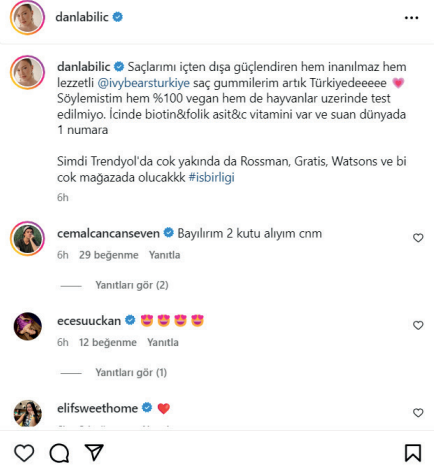 danlabilic
danlabilic Saçlarımı içten dışa güçlendiren hem inanılmaz hem
lezzetli @ivybearsturkiye saç gummilerim artık Türkiyedeeeee 💗
Söylemistim hem %100 vegan hem de hayvanlar uzerinde test
edilmiyo. İcinde biotin&folik asit&c vitamini var ve suan dünyada
1 numara
Simdi Trendyol'da cok yakında da Rossman, Gratis, Watsons ve bi
cok mağazada olucakkk #isbirligi
6h
cemalcancanseven Bayılırım 2 kutu alıyım cnm
6h 29 beğenme Yanıtla
Yanıtları gör (2)
ecesuuckan 😍 😍 😍 😍
6h 12 beğenme Yanıtla
Yanıtları gör (1)
elifsweethome ❤️